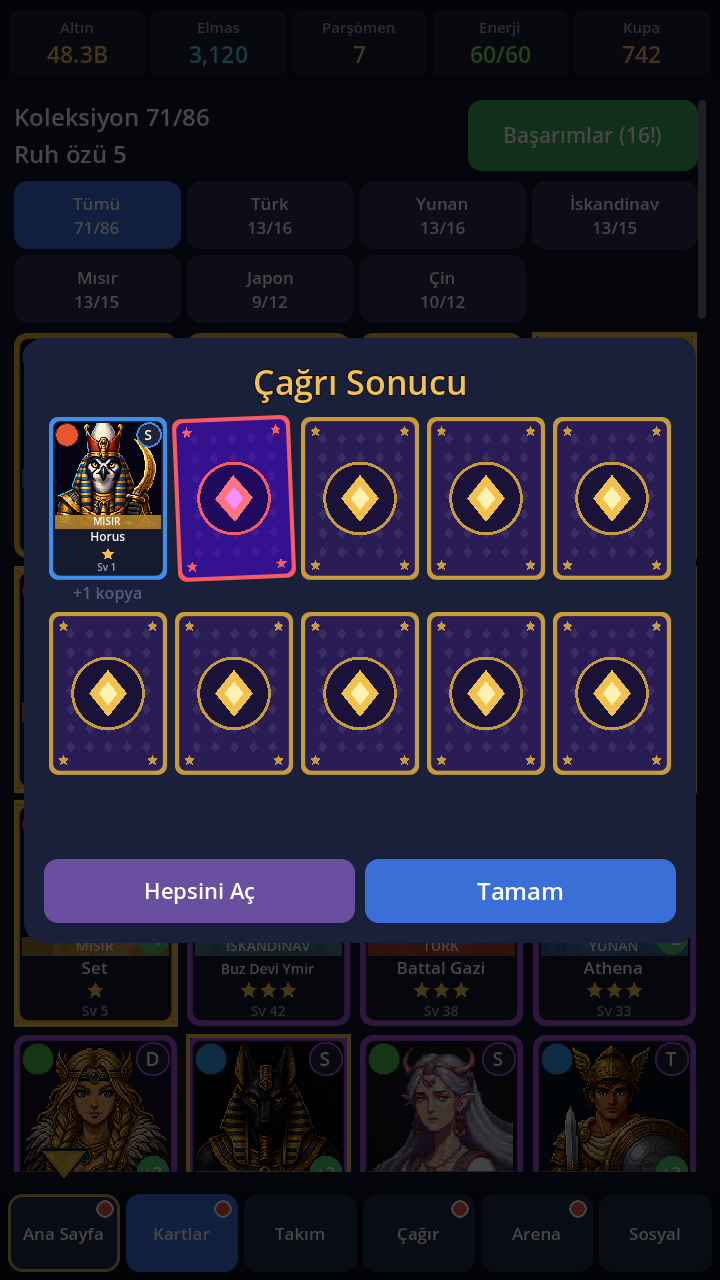 Altın
48.3B
Elmas
3,120
Parşömen
7
Enerji
60/60
Kupa
742
Koleksiyon 71/86
Ruh özü 5
Başarımlar (16!)
Tümü
71/86
Türk
13/16
Yunan
13/16
İskandinav
13/15
Mısır
13/15
Japon
9/12
Çin
10/12
Çağrı Sonucu
S
MISIR
Horus
Sv 1
+1 kopya
Hepsini Aç
Tamam
MISIR
Set
Sv 5
İSKANDİNAV
Buz Devi Ymir
Sv 42
TÜRK
Battal Gazi
Sv 38
YUNAN
Athena
Sv 33
D
S
S
T
Ana Sayfa
Kartlar
Takım
Çağır
Arena
Sosyal